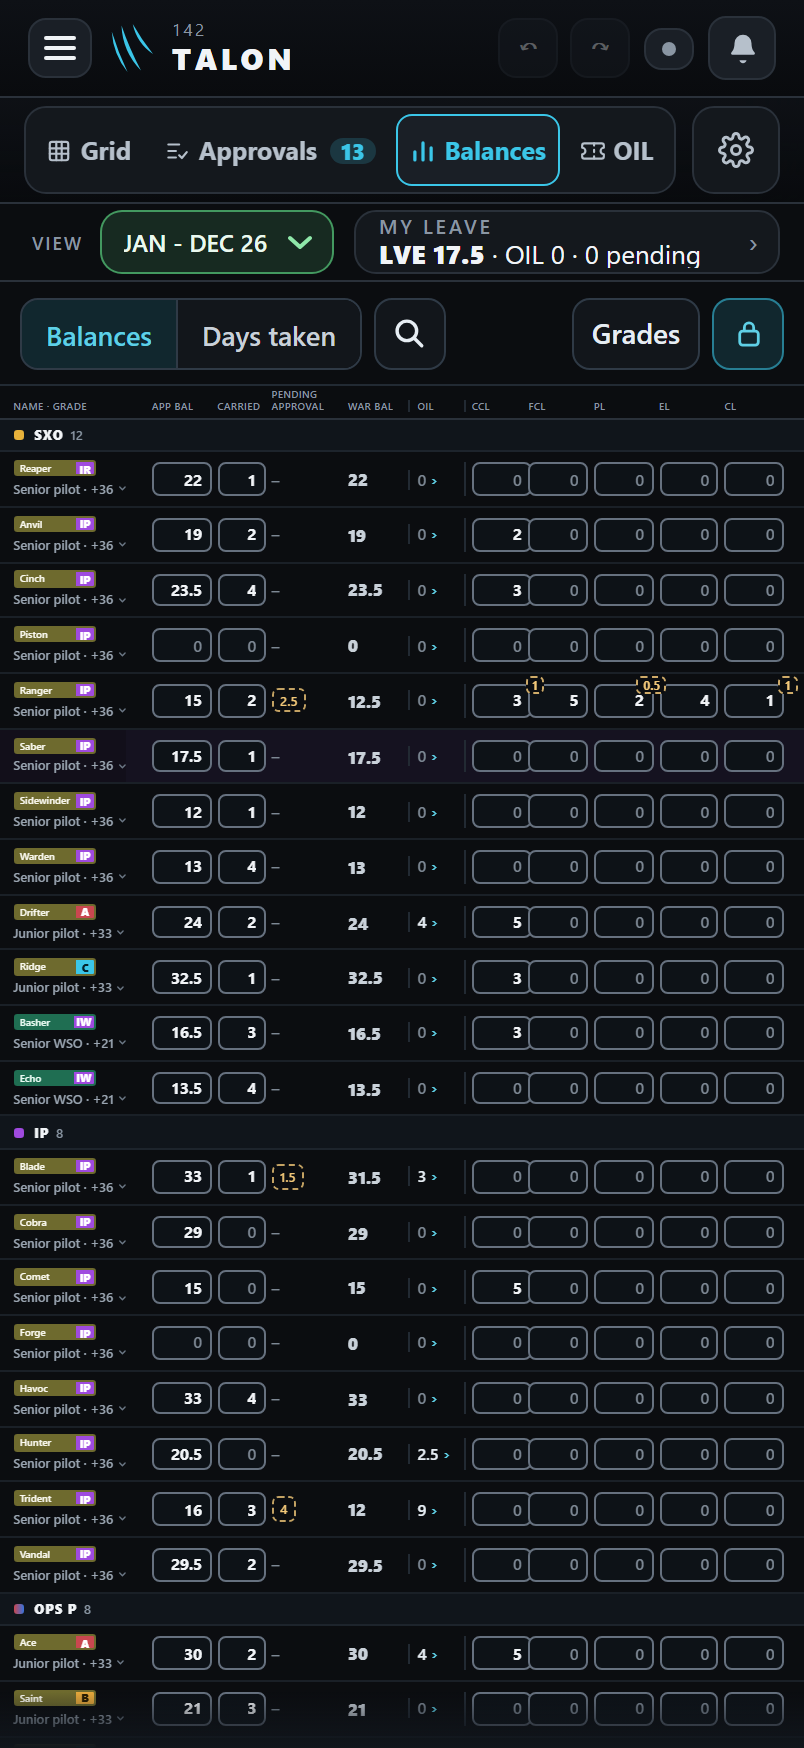 142
TALON
Grid
Approvals 13
Balances
OIL
VIEW
JAN - DEC 26
MY LEAVE
LVE 17.5 · OIL 0 · 0 pending
Balances
Days taken
Grades
NAME · GRADE APP BAL CARRIED PENDING APPROVAL WAR BAL OIL CCL FCL PL EL CL
SXO 12
Reaper IR
Senior pilot · +36 22 1 – 22 0 › 0 0 0 0 0
Anvil IP
Senior pilot · +36 19 2 – 19 0 › 2 0 0 0 0
Cinch IP
Senior pilot · +36 23.5 4 – 23.5 0 › 3 0 0 0 0
Piston IP
Senior pilot · +36 0 0 – 0 0 › 0 0 0 0 0
Ranger IP
Senior pilot · +36 15 2 2.5 12.5 0 › 3 1 5 2 0.5 4 1 1
Saber IP
Senior pilot · +36 17.5 1 – 17.5 0 › 0 0 0 0 0
Sidewinder IP
Senior pilot · +36 12 1 – 12 0 › 0 0 0 0 0
Warden IP
Senior pilot · +36 13 4 – 13 0 › 0 0 0 0 0
Drifter A
Junior pilot · +33 24 2 – 24 4 › 5 0 0 0 0
Ridge C
Junior pilot · +33 32.5 1 – 32.5 0 › 3 0 0 0 0
Basher IW
Senior WSO · +21 16.5 3 – 16.5 0 › 3 0 0 0 0
Echo IW
Senior WSO · +21 13.5 4 – 13.5 0 › 0 0 0 0 0
IP 8
Blade IP
Senior pilot · +36 33 1 1.5 31.5 3 › 0 0 0 0 0
Cobra IP
Senior pilot · +36 29 0 – 29 0 › 0 0 0 0 0
Comet IP
Senior pilot · +36 15 0 – 15 0 › 5 0 0 0 0
Forge IP
Senior pilot · +36 0 0 – 0 0 › 0 0 0 0 0
Havoc IP
Senior pilot · +36 33 4 – 33 0 › 0 0 0 0 0
Hunter IP
Senior pilot · +36 20.5 0 – 20.5 2.5 › 0 0 0 0 0
Trident IP
Senior pilot · +36 16 3 4 12 9 › 0 0 0 0 0
Vandal IP
Senior pilot · +36 29.5 2 – 29.5 0 › 0 0 0 0 0
OPS P 8
Ace A
Junior pilot · +33 30 2 – 30 4 › 5 0 0 0 0
Saint B
Junior pilot · +33 21 3 – 21 0 › 0 0 0 0 0